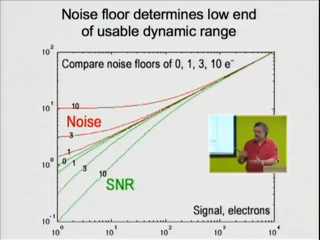 Noise floor determines low end
of usable dynamic range
Compare noise floors of 0, 1, 3, 10 e⁻
10²
10¹
10⁰
10⁻¹
10
Noise
3
1
0 1 3 10
SNR
Signal, electrons
10⁰ 10¹ 10² 10³ 10⁴